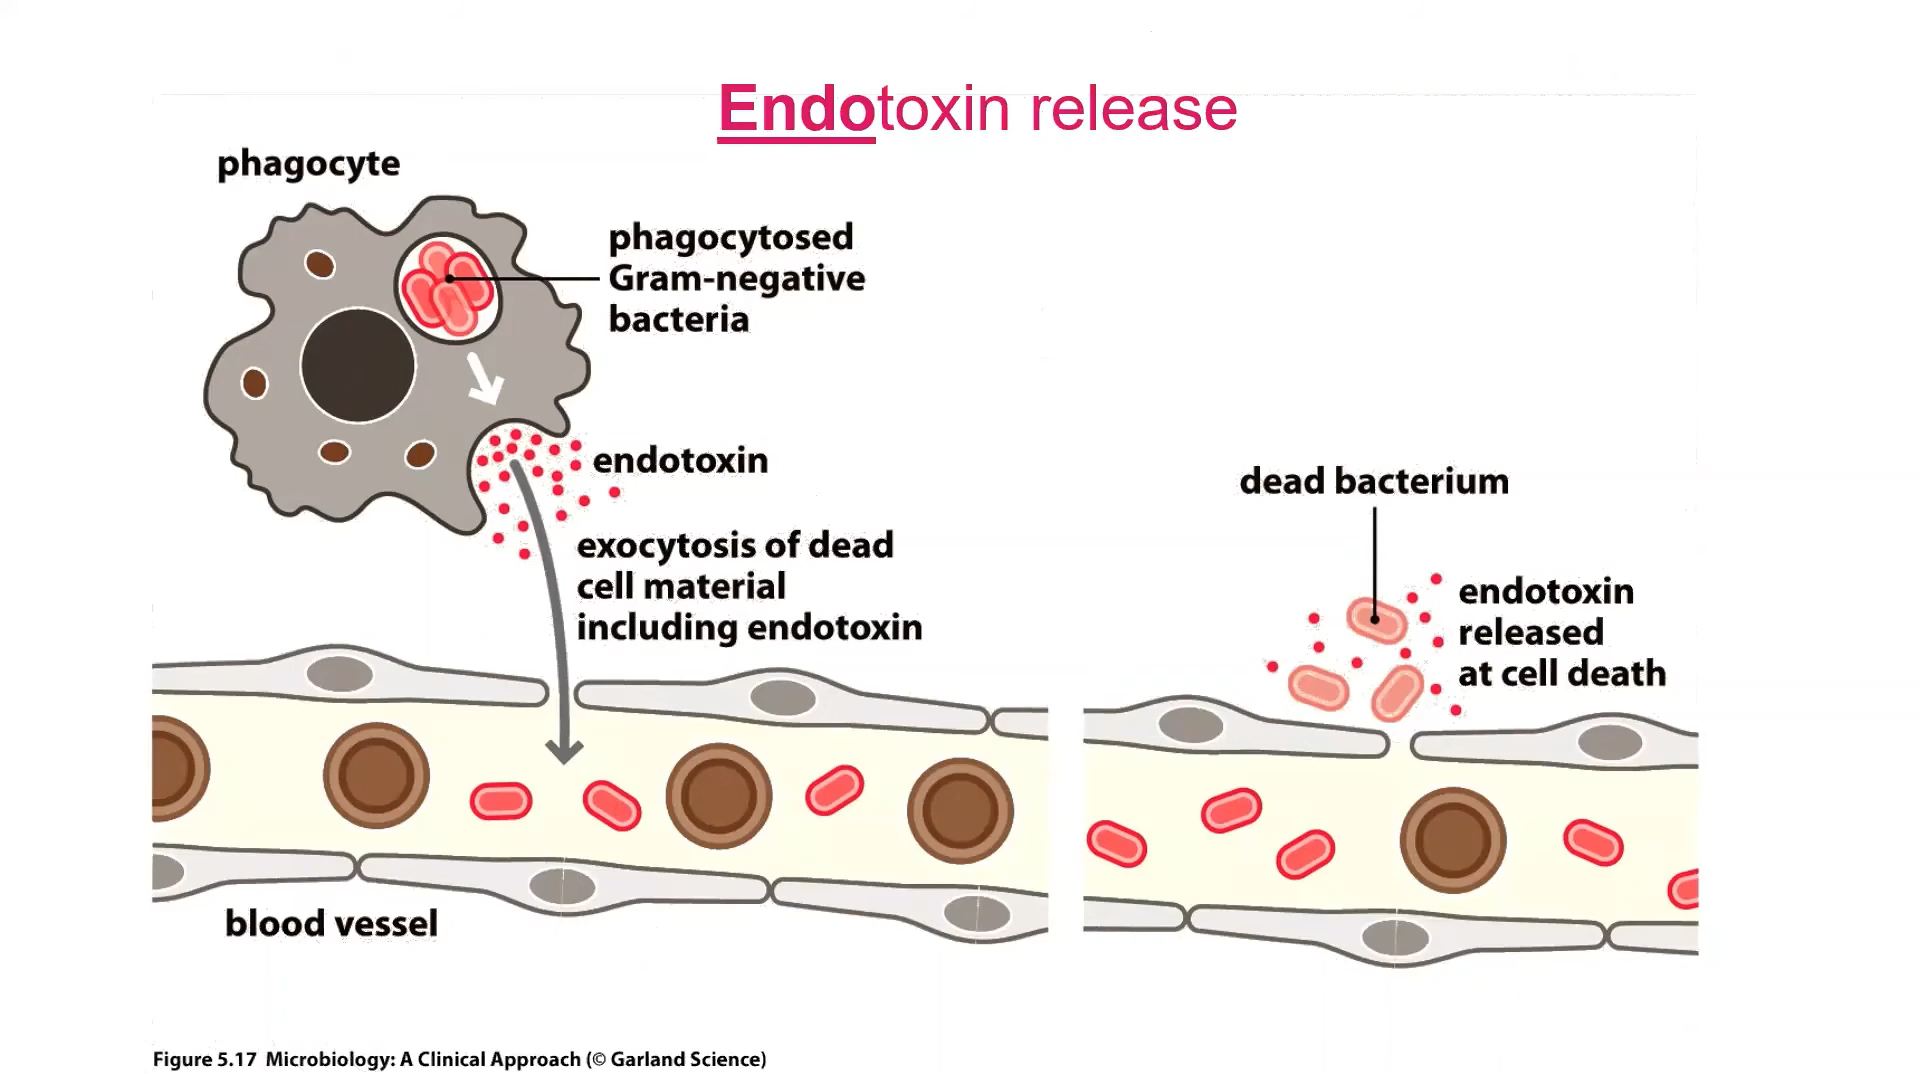 Endotoxin release
phagocyte
phagocytosed
Gram-negative
bacteria
endotoxin
exocytosis of dead
cell material
including endotoxin
dead bacterium
endotoxin
released
at cell death
blood vessel
Figure 5.17 Microbiology: A Clinical Approach (© Garland Science)